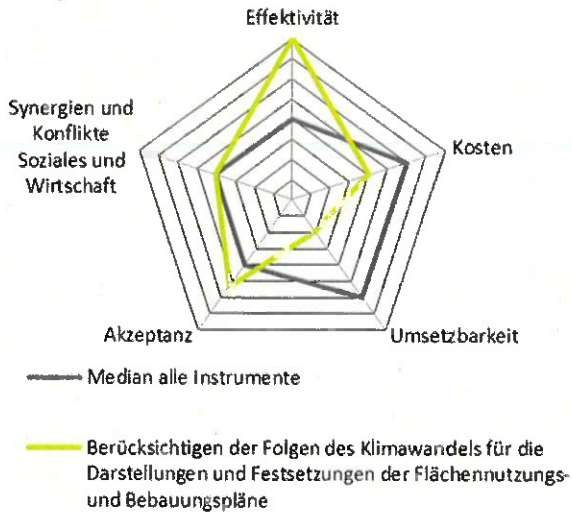 Effektivität
Synergien und
Konflikte
Soziales und
Wirtschaft
Kosten
Akzeptanz
Umsetzbarkeit
Median alle Instrumente
Berücksichtigen der Folgen des Klimawandels für die
Darstellungen und Festsetzungen der Flächennutzungs-
und Bebauungspläne